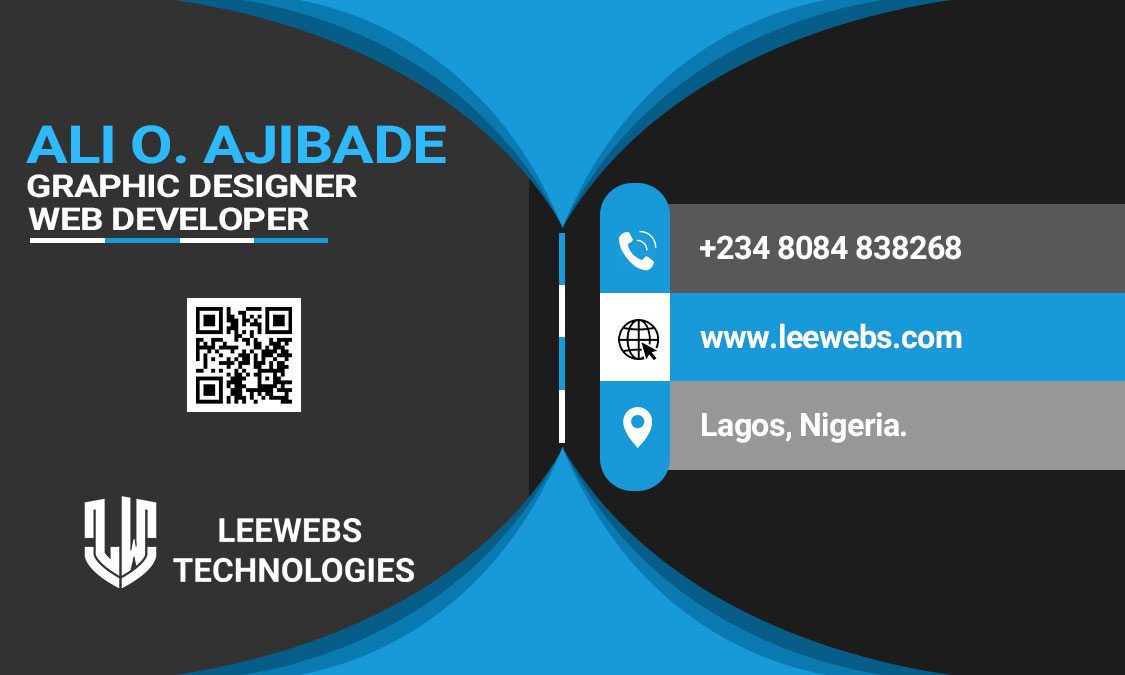 ALI O. AJIBADE
GRAPHIC DESIGNER
WEB DEVELOPER
LEEWEBS
TECHNOLOGIES
+234 8084 838268
www.leewebs.com
Lagos, Nigeria.